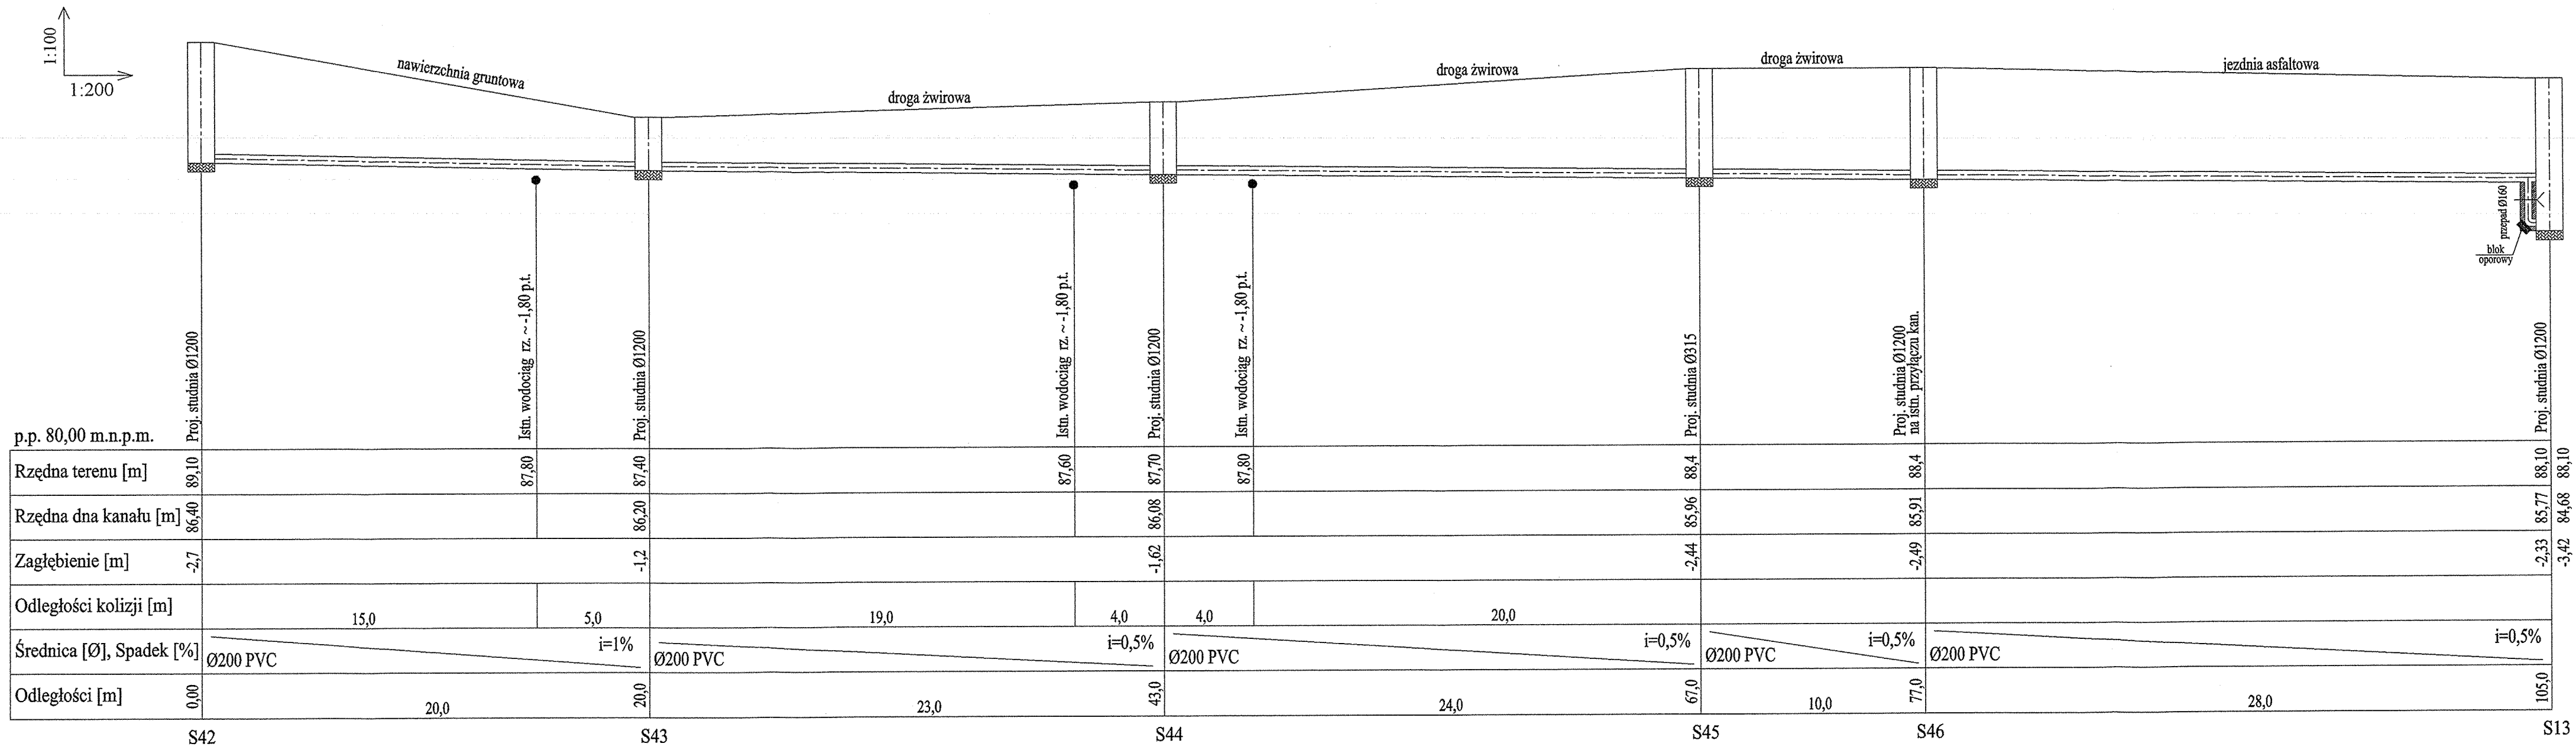 1:100
1:200
nawierzchnia gruntowa
droga żwirowa
droga żwirowa
droga żwirowa
jezdnia asfaltowa
przepad Ø160
blok
oporowy
Proj. studnia Ø1200
Istn. wodociąg rz. ~ -1,80 p.t.
Proj. studnia Ø1200
Istn. wodociąg rz. ~ -1,80 p.t.
Proj. studnia Ø1200
Istn. wodociąg rz. ~ -1,80 p.t.
Proj. studnia Ø315
Proj. studnia Ø1200
na istn. przyłączu kan.
Proj. studnia Ø1200
p.p. 80,00 m.n.p.m.
Rzędna terenu [m] 89,10 87,80 87,40 87,60 87,70 87,80 88,4 88,4 88,10 88,10
Rzędna dna kanału [m] 86,40 86,20 86,08 85,96 85,91 85,77 84,68
Zagłębienie [m] -2,7 -1,2 -1,62 -2,44 -2,49 -2,33 -3,42
Odległości kolizji [m] 15,0 5,0 19,0 4,0 4,0 20,0
Średnica [Ø], Spadek [%] Ø200 PVC i=1% Ø200 PVC i=0,5% Ø200 PVC i=0,5% Ø200 PVC i=0,5% Ø200 PVC i=0,5%
Odległości [m] 0,00 20,0 20,0 23,0 43,0 24,0 67,0 10,0 77,0 28,0 105,0
S42 S43 S44 S45 S46 S13